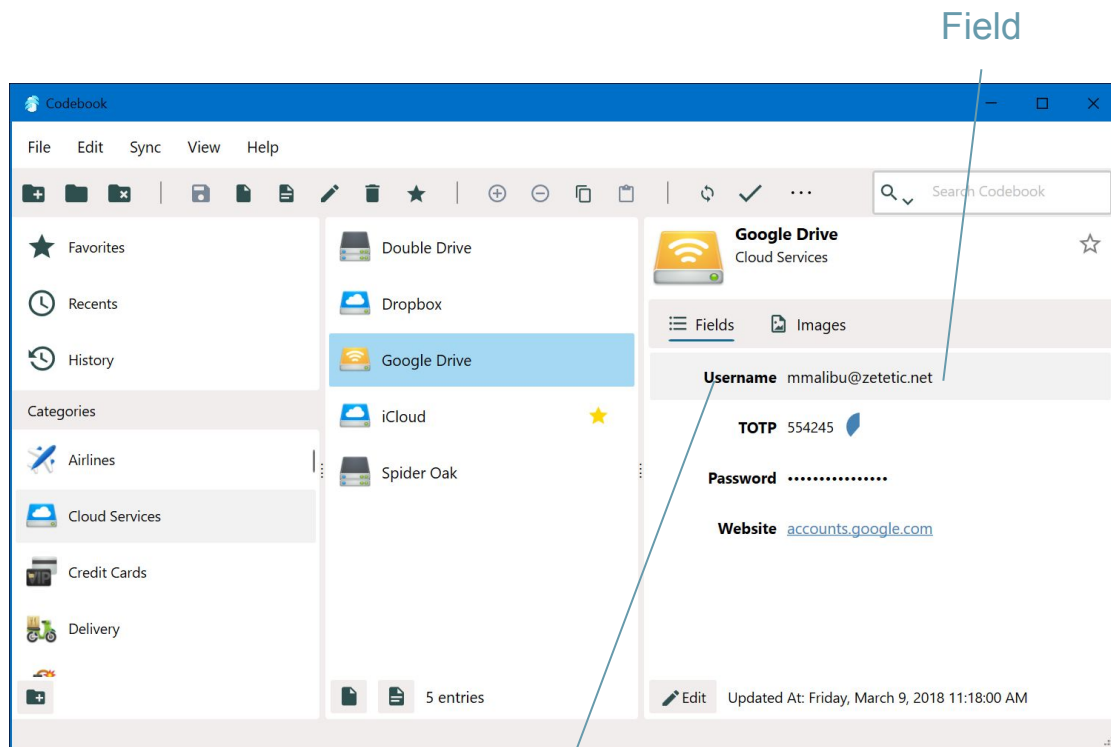 Field
Codebook
File Edit Sync View Help
Search Codebook
Favorites
Recents
History
Categories
Airlines
Cloud Services
VIP
Credit Cards
Delivery
Double Drive
Dropbox
Google Drive
iCloud
Spider Oak
5 entries
Google Drive
Cloud Services
Fields Images
Username mmalibu@zetetic.net
TOTP 554245
Password ••••••••••••••••
Website accounts.google.com
Edit Updated At: Friday, March 9, 2018 11:18:00 AM